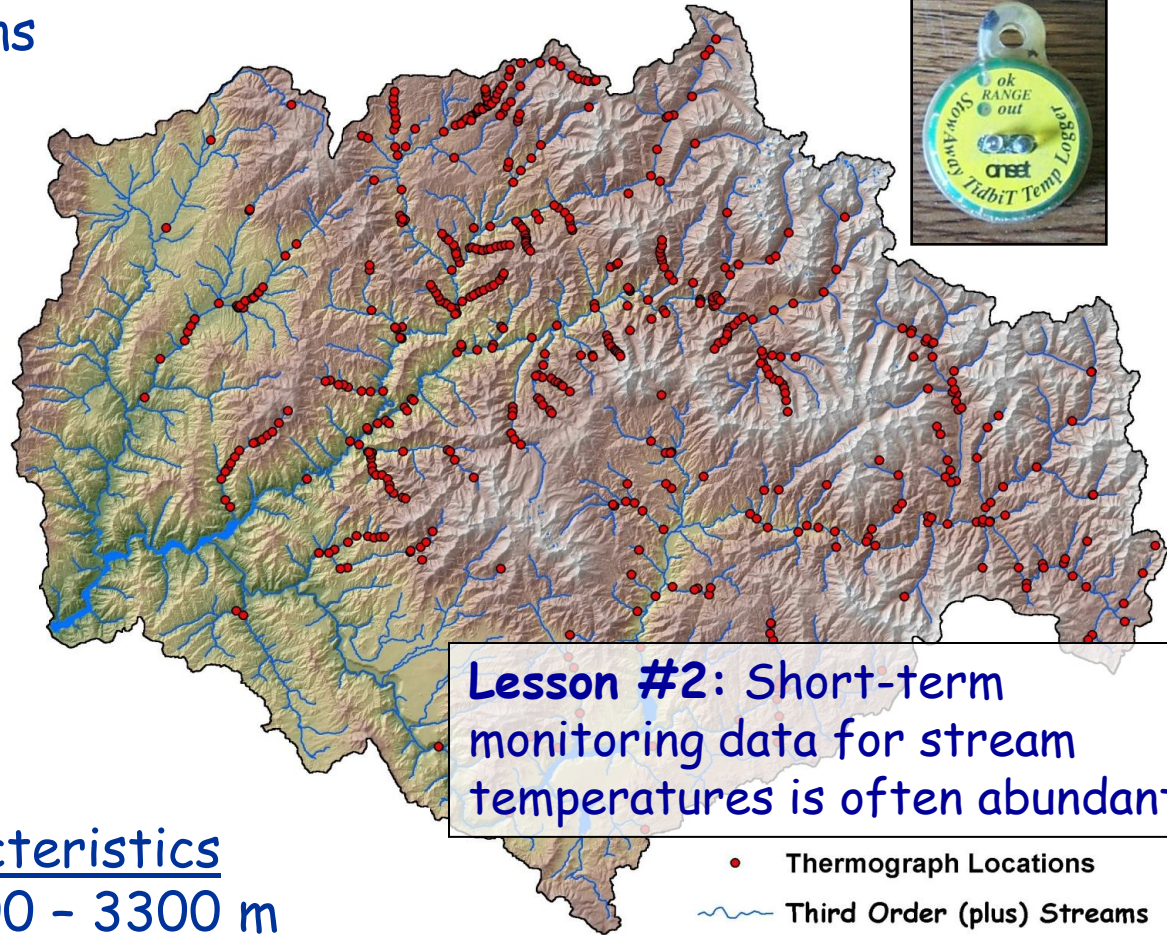 ns
ok
RANGE
out
StowAway TidbiT Temp Logger
onset
Lesson #2: Short-term
monitoring data for stream
temperatures is often abundant
cteristics
00 – 3300 m
Thermograph Locations
Third Order (plus) Streams